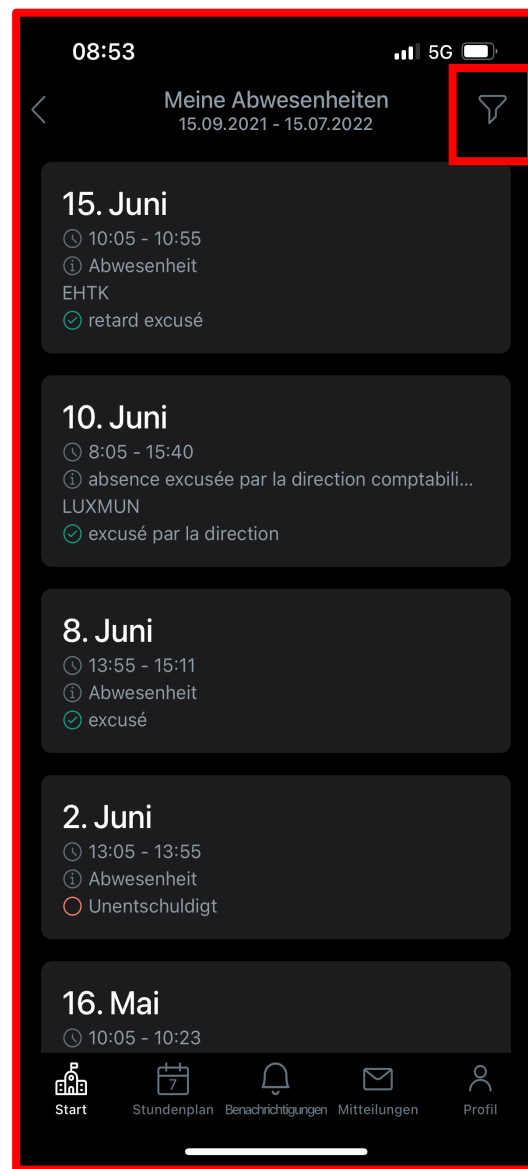 08:53 5G
Meine Abwesenheiten
15.09.2021 - 15.07.2022
15. Juni
10:05 - 10:55
Abwesenheit
EHTK
retard excusé
10. Juni
8:05 - 15:40
absence excusée par la direction comptabili...
LUXMUN
excusé par la direction
8. Juni
13:55 - 15:11
Abwesenheit
excusé
2. Juni
13:05 - 13:55
Abwesenheit
Unentschuldigt
16. Mai
10:05 - 10:23
7
Start Stundenplan Benachrichtigungen Mitteilungen Profil